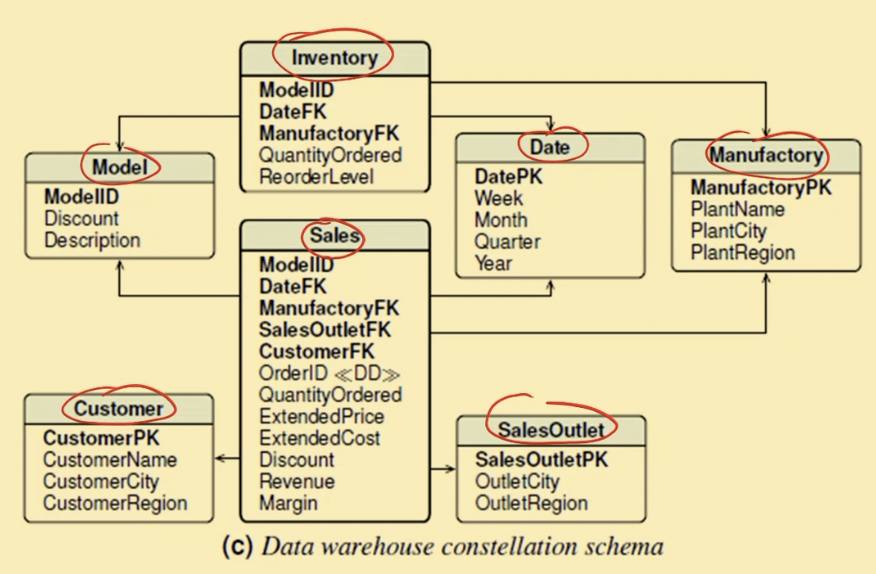 Inventory
ModelID
DateFK
ManufactoryFK
QuantityOrdered
ReorderLevel
Model
ModelID
Discount
Description
Date
DatePK
Week
Month
Quarter
Year
Manufactory
ManufactoryPK
PlantName
PlantCity
PlantRegion
Sales
ModelID
DateFK
ManufactoryFK
SalesOutletFK
CustomerFK
OrderID ≪DD≫
QuantityOrdered
ExtendedPrice
ExtendedCost
Discount
Revenue
Margin
Customer
CustomerPK
CustomerName
CustomerCity
CustomerRegion
SalesOutlet
SalesOutletPK
OutletCity
OutletRegion
(c) Data warehouse constellation schema